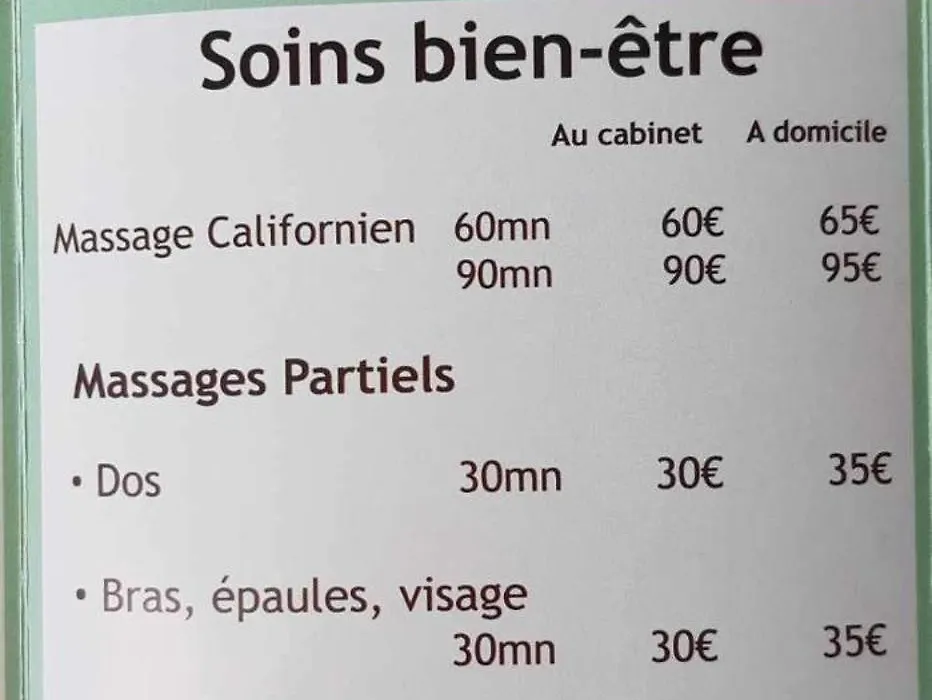 Soins bien-être
Au cabinet A domicile
Massage Californien 60mn 60€ 65€
90mn 90€ 95€
Massages Partiels
• Dos 30mn 30€ 35€
• Bras, épaules, visage
30mn 30€ 35€